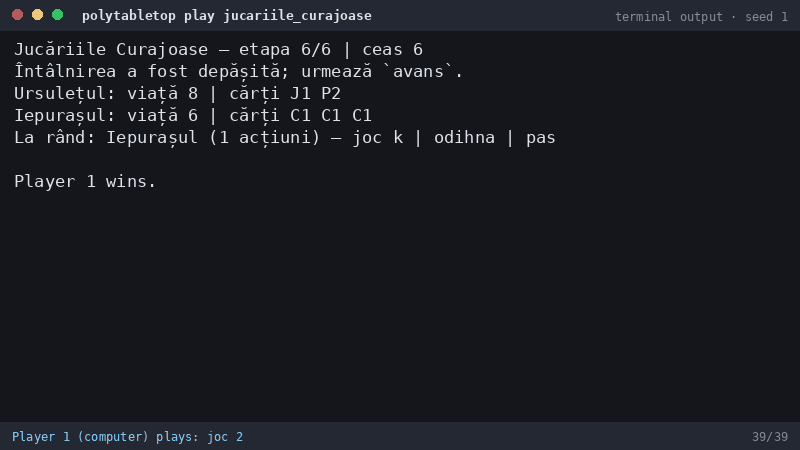 polytabletop play jucariile_curajoase
terminal output · seed 1
Jucăriile Curajoase — etapa 6/6 | ceas 6
Întâlnirea a fost depășită; urmează `avans`.
Ursulețul: viață 8 | cărți J1 P2
Iepurașul: viață 6 | cărți C1 C1 C1
La rând: Iepurașul (1 acțiuni) — joc k | odihna | pas
Player 1 wins.
Player 1 (computer) plays: joc 2
39/39